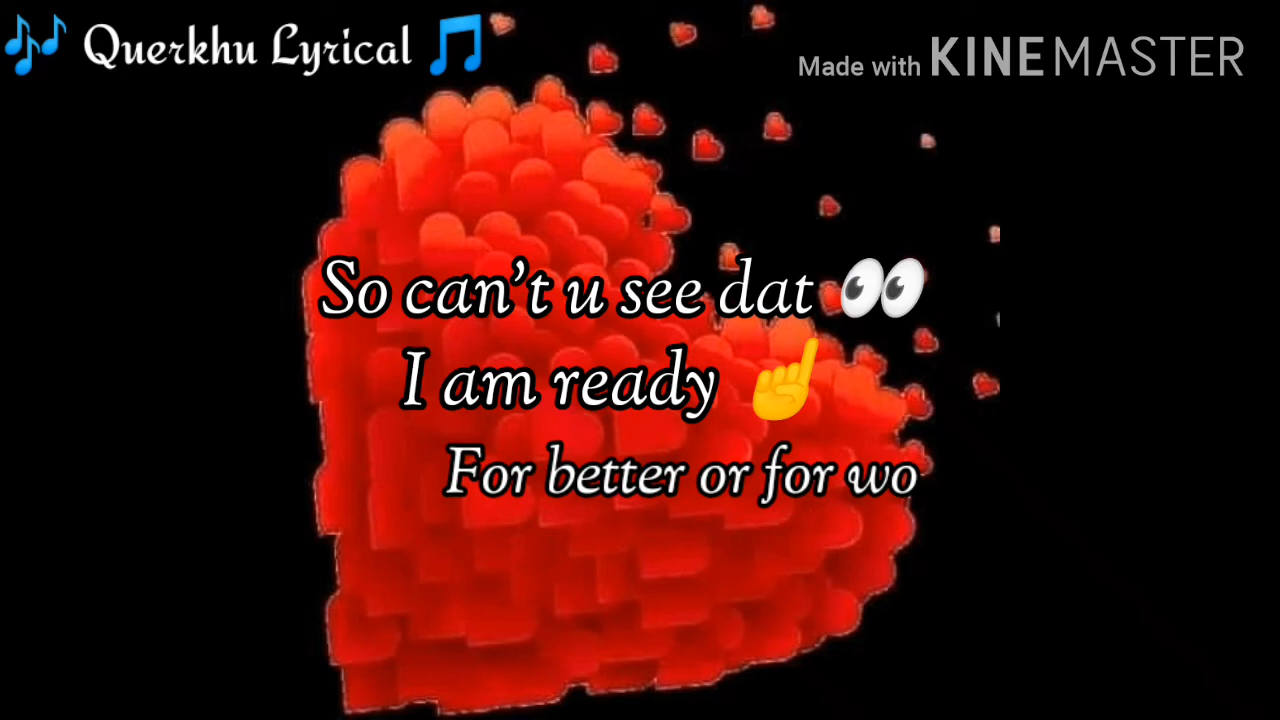 🎶 Querkhu Lyrical 🎵
Made with KINEMASTER
So can't u see dat 👀
I am ready ☝️
For better or for wo